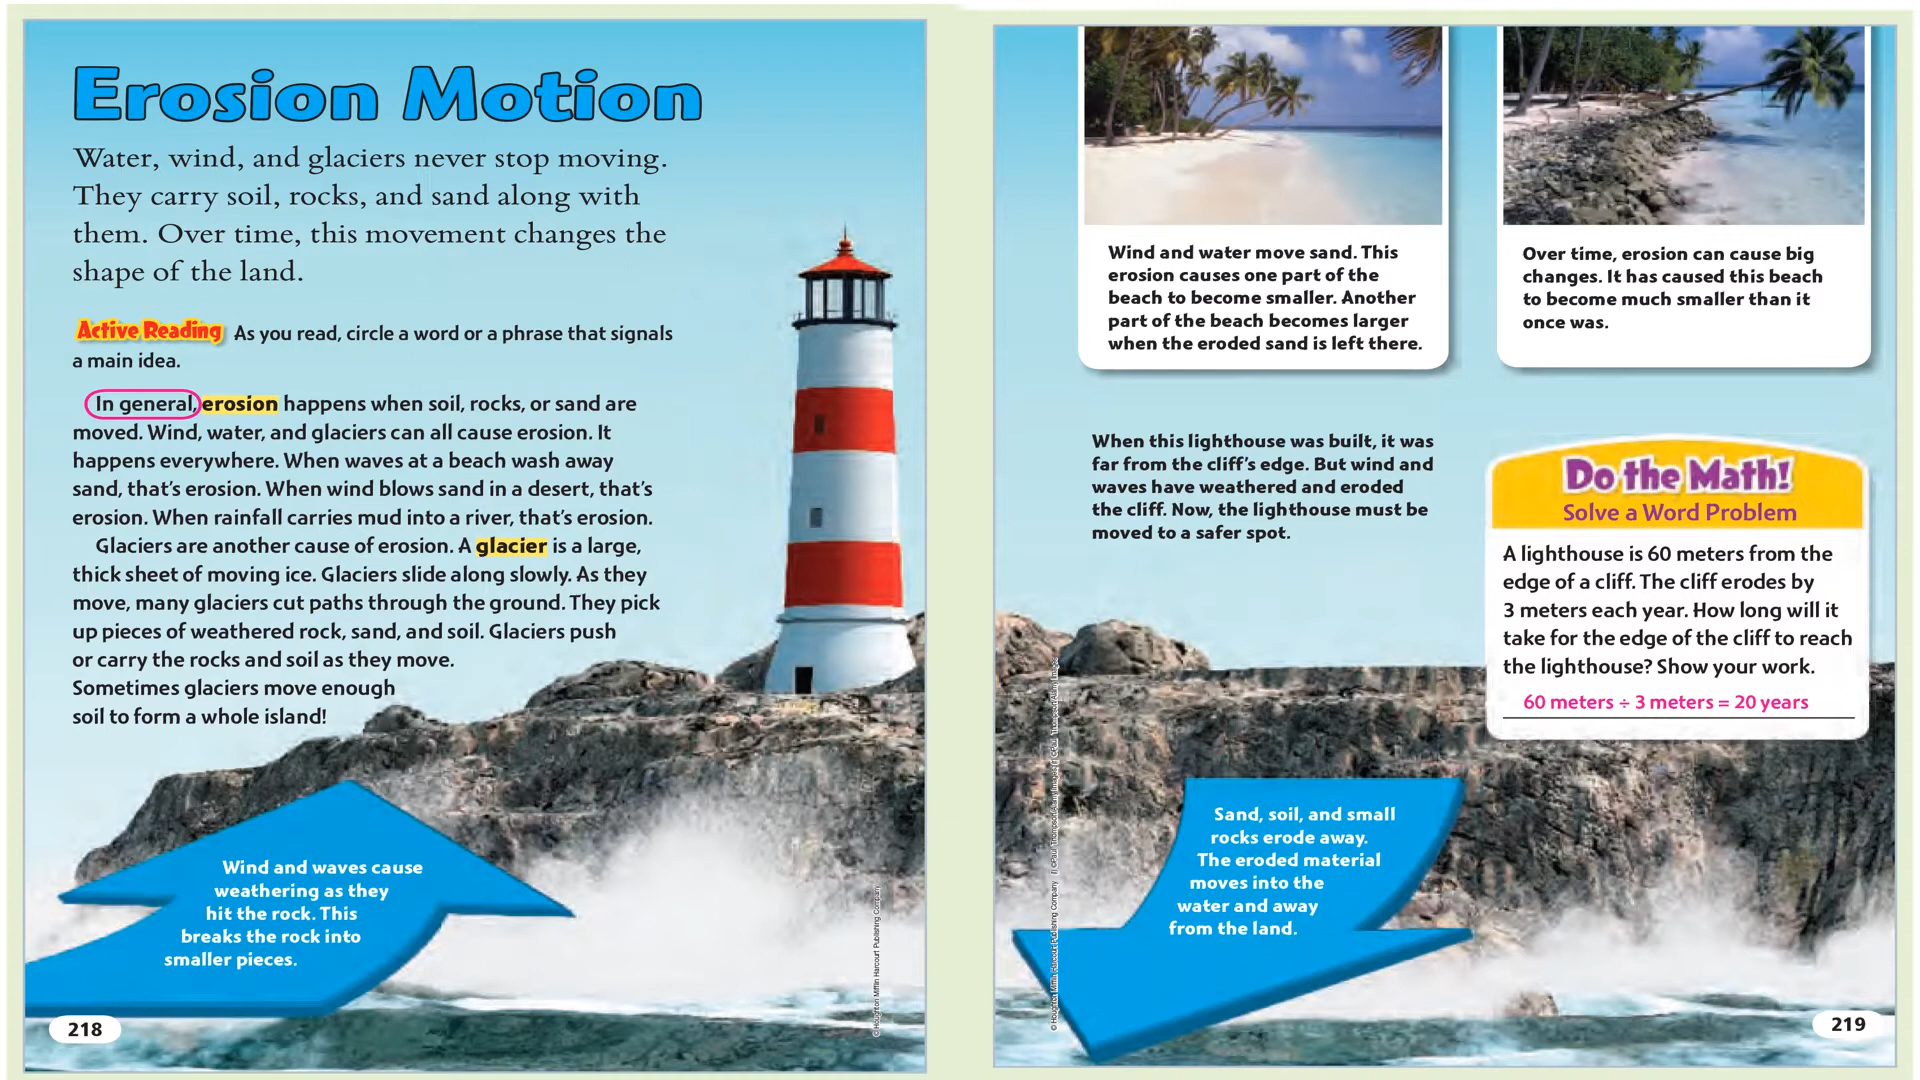 Erosion Motion
Water, wind, and glaciers never stop moving.
They carry soil, rocks, and sand along with
them. Over time, this movement changes the
shape of the land.
Active Reading As you read, circle a word or a phrase that signals
a main idea.
In general, erosion happens when soil, rocks, or sand are
moved. Wind, water, and glaciers can all cause erosion. It
happens everywhere. When waves at a beach wash away
sand, that's erosion. When wind blows sand in a desert, that's
erosion. When rainfall carries mud into a river, that's erosion.
Glaciers are another cause of erosion. A glacier is a large,
thick sheet of moving ice. Glaciers slide along slowly. As they
move, many glaciers cut paths through the ground. They pick
up pieces of weathered rock, sand, and soil. Glaciers push
or carry the rocks and soil as they move.
Sometimes glaciers move enough
soil to form a whole island!
Wind and waves cause
weathering as they
hit the rock. This
breaks the rock into
smaller pieces.
© Houghton Mifflin Harcourt Publishing Company
218
Wind and water move sand. This
erosion causes one part of the
beach to become smaller. Another
part of the beach becomes larger
when the eroded sand is left there.
Over time, erosion can cause big
changes. It has caused this beach
to become much smaller than it
once was.
When this lighthouse was built, it was
far from the cliff's edge. But wind and
waves have weathered and eroded
the cliff. Now, the lighthouse must be
moved to a safer spot.
Do the Math!
Solve a Word Problem
A lighthouse is 60 meters from the
edge of a cliff. The cliff erodes by
3 meters each year. How long will it
take for the edge of the cliff to reach
the lighthouse? Show your work.
60 meters ÷ 3 meters = 20 years
Sand, soil, and small
rocks erode away.
The eroded material
moves into the
water and away
from the land.
© Houghton Mifflin Harcourt Publishing Company
219